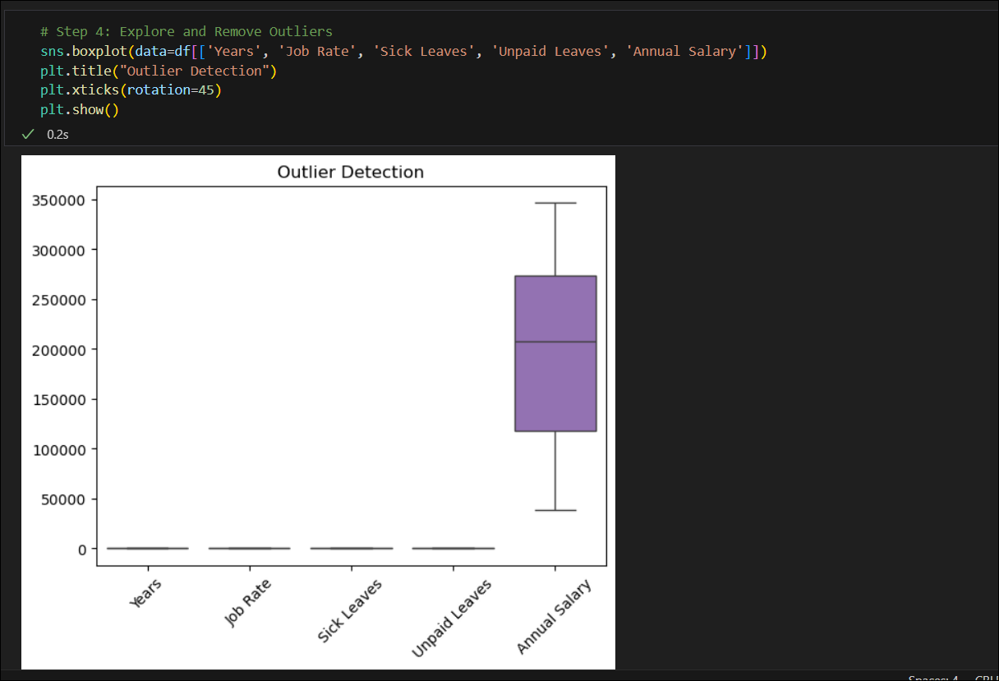 # Step 4: Explore and Remove Outliers
sns.boxplot(data=df[['Years', 'Job Rate', 'Sick Leaves', 'Unpaid Leaves', 'Annual Salary']])
plt.title("Outlier Detection")
plt.xticks(rotation=45)
plt.show()
0.2s
Outlier Detection
350000
300000
250000
200000
150000
100000
50000
0
Years
Job Rate
Sick Leaves
Unpaid Leaves
Annual Salary
Spaces: 4